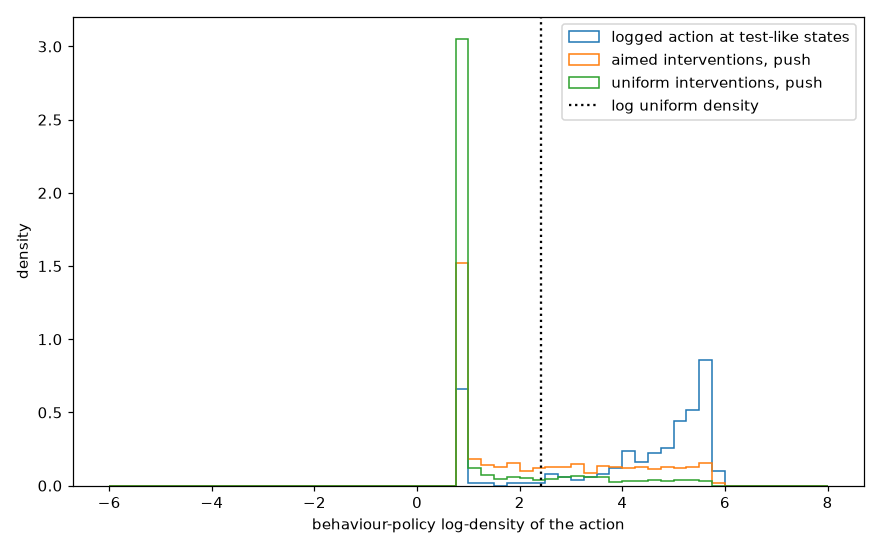 logged action at test-like states
aimed interventions, push
uniform interventions, push
log uniform density
density
3.0
2.5
2.0
1.5
1.0
0.5
0.0
−6
−4
−2
0
2
4
6
8
behaviour-policy log-density of the action